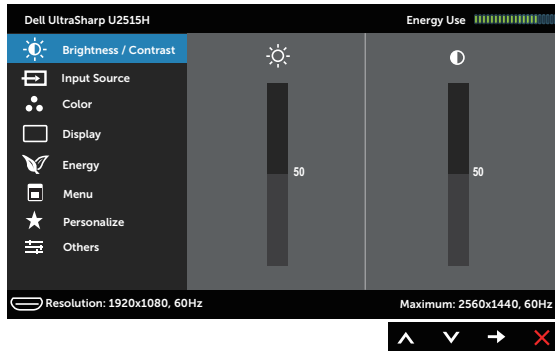 Dell UltraSharp U2515H
Energy Use
Brightness / Contrast
Input Source
Color
Display
Energy
Menu
Personalize
Others
50
50
Resolution: 1920x1080, 60Hz
Maximum: 2560x1440, 60Hz